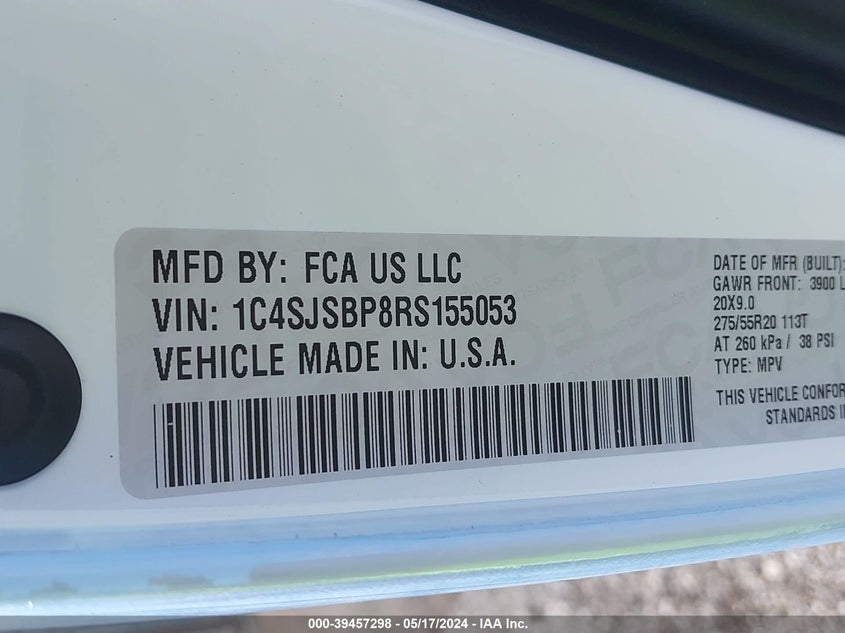 MFD BY: FCA US LLC
VIN: 1C4SJSBP8RS155053
VEHICLE MADE IN: U.S.A.
DATE OF MFR (BUILT):
GAWR FRONT: 3900 L
20X9.0
275/55R20 113T
AT 260 kPa / 38 PSI
TYPE: MPV
THIS VEHICLE CONFOR
STANDARDS I
000-39457298 - 05/17/2024 - IAA Inc.